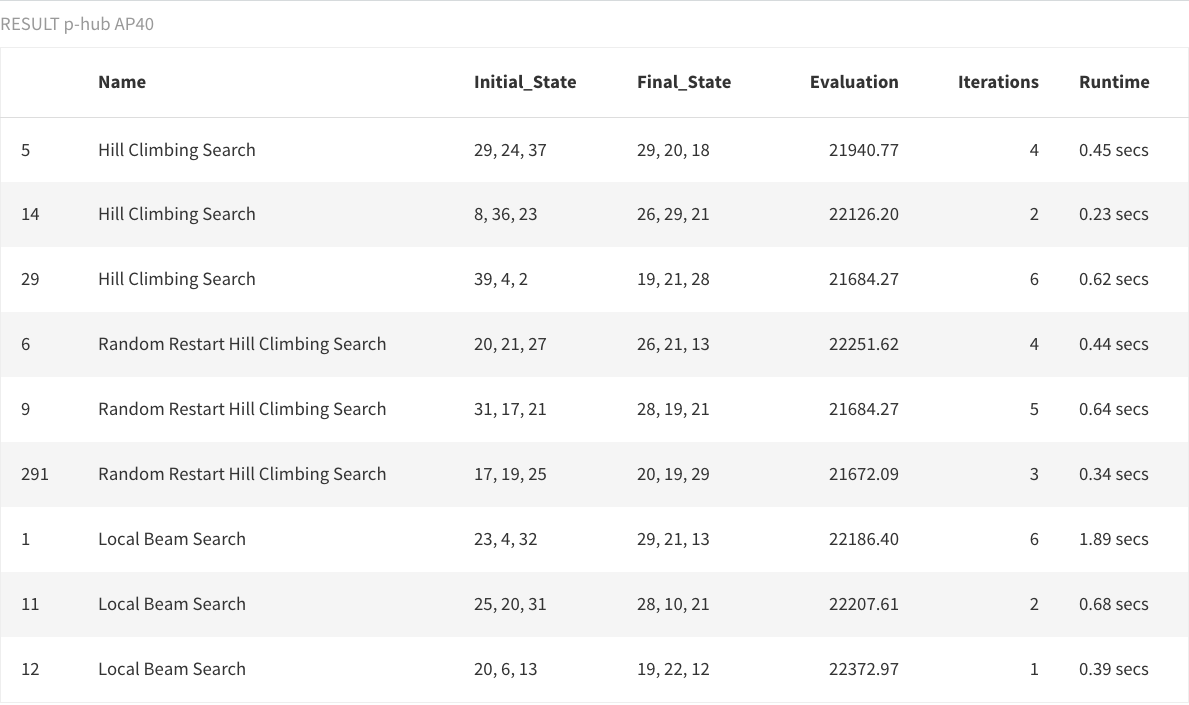 RESULT p-hub AP40
Name Initial_State Final_State Evaluation Iterations Runtime
5 Hill Climbing Search 29, 24, 37 29, 20, 18 21940.77 4 0.45 secs
14 Hill Climbing Search 8, 36, 23 26, 29, 21 22126.20 2 0.23 secs
29 Hill Climbing Search 39, 4, 2 19, 21, 28 21684.27 6 0.62 secs
6 Random Restart Hill Climbing Search 20, 21, 27 26, 21, 13 22251.62 4 0.44 secs
9 Random Restart Hill Climbing Search 31, 17, 21 28, 19, 21 21684.27 5 0.64 secs
291 Random Restart Hill Climbing Search 17, 19, 25 20, 19, 29 21672.09 3 0.34 secs
1 Local Beam Search 23, 4, 32 29, 21, 13 22186.40 6 1.89 secs
11 Local Beam Search 25, 20, 31 28, 10, 21 22207.61 2 0.68 secs
12 Local Beam Search 20, 6, 13 19, 22, 12 22372.97 1 0.39 secs